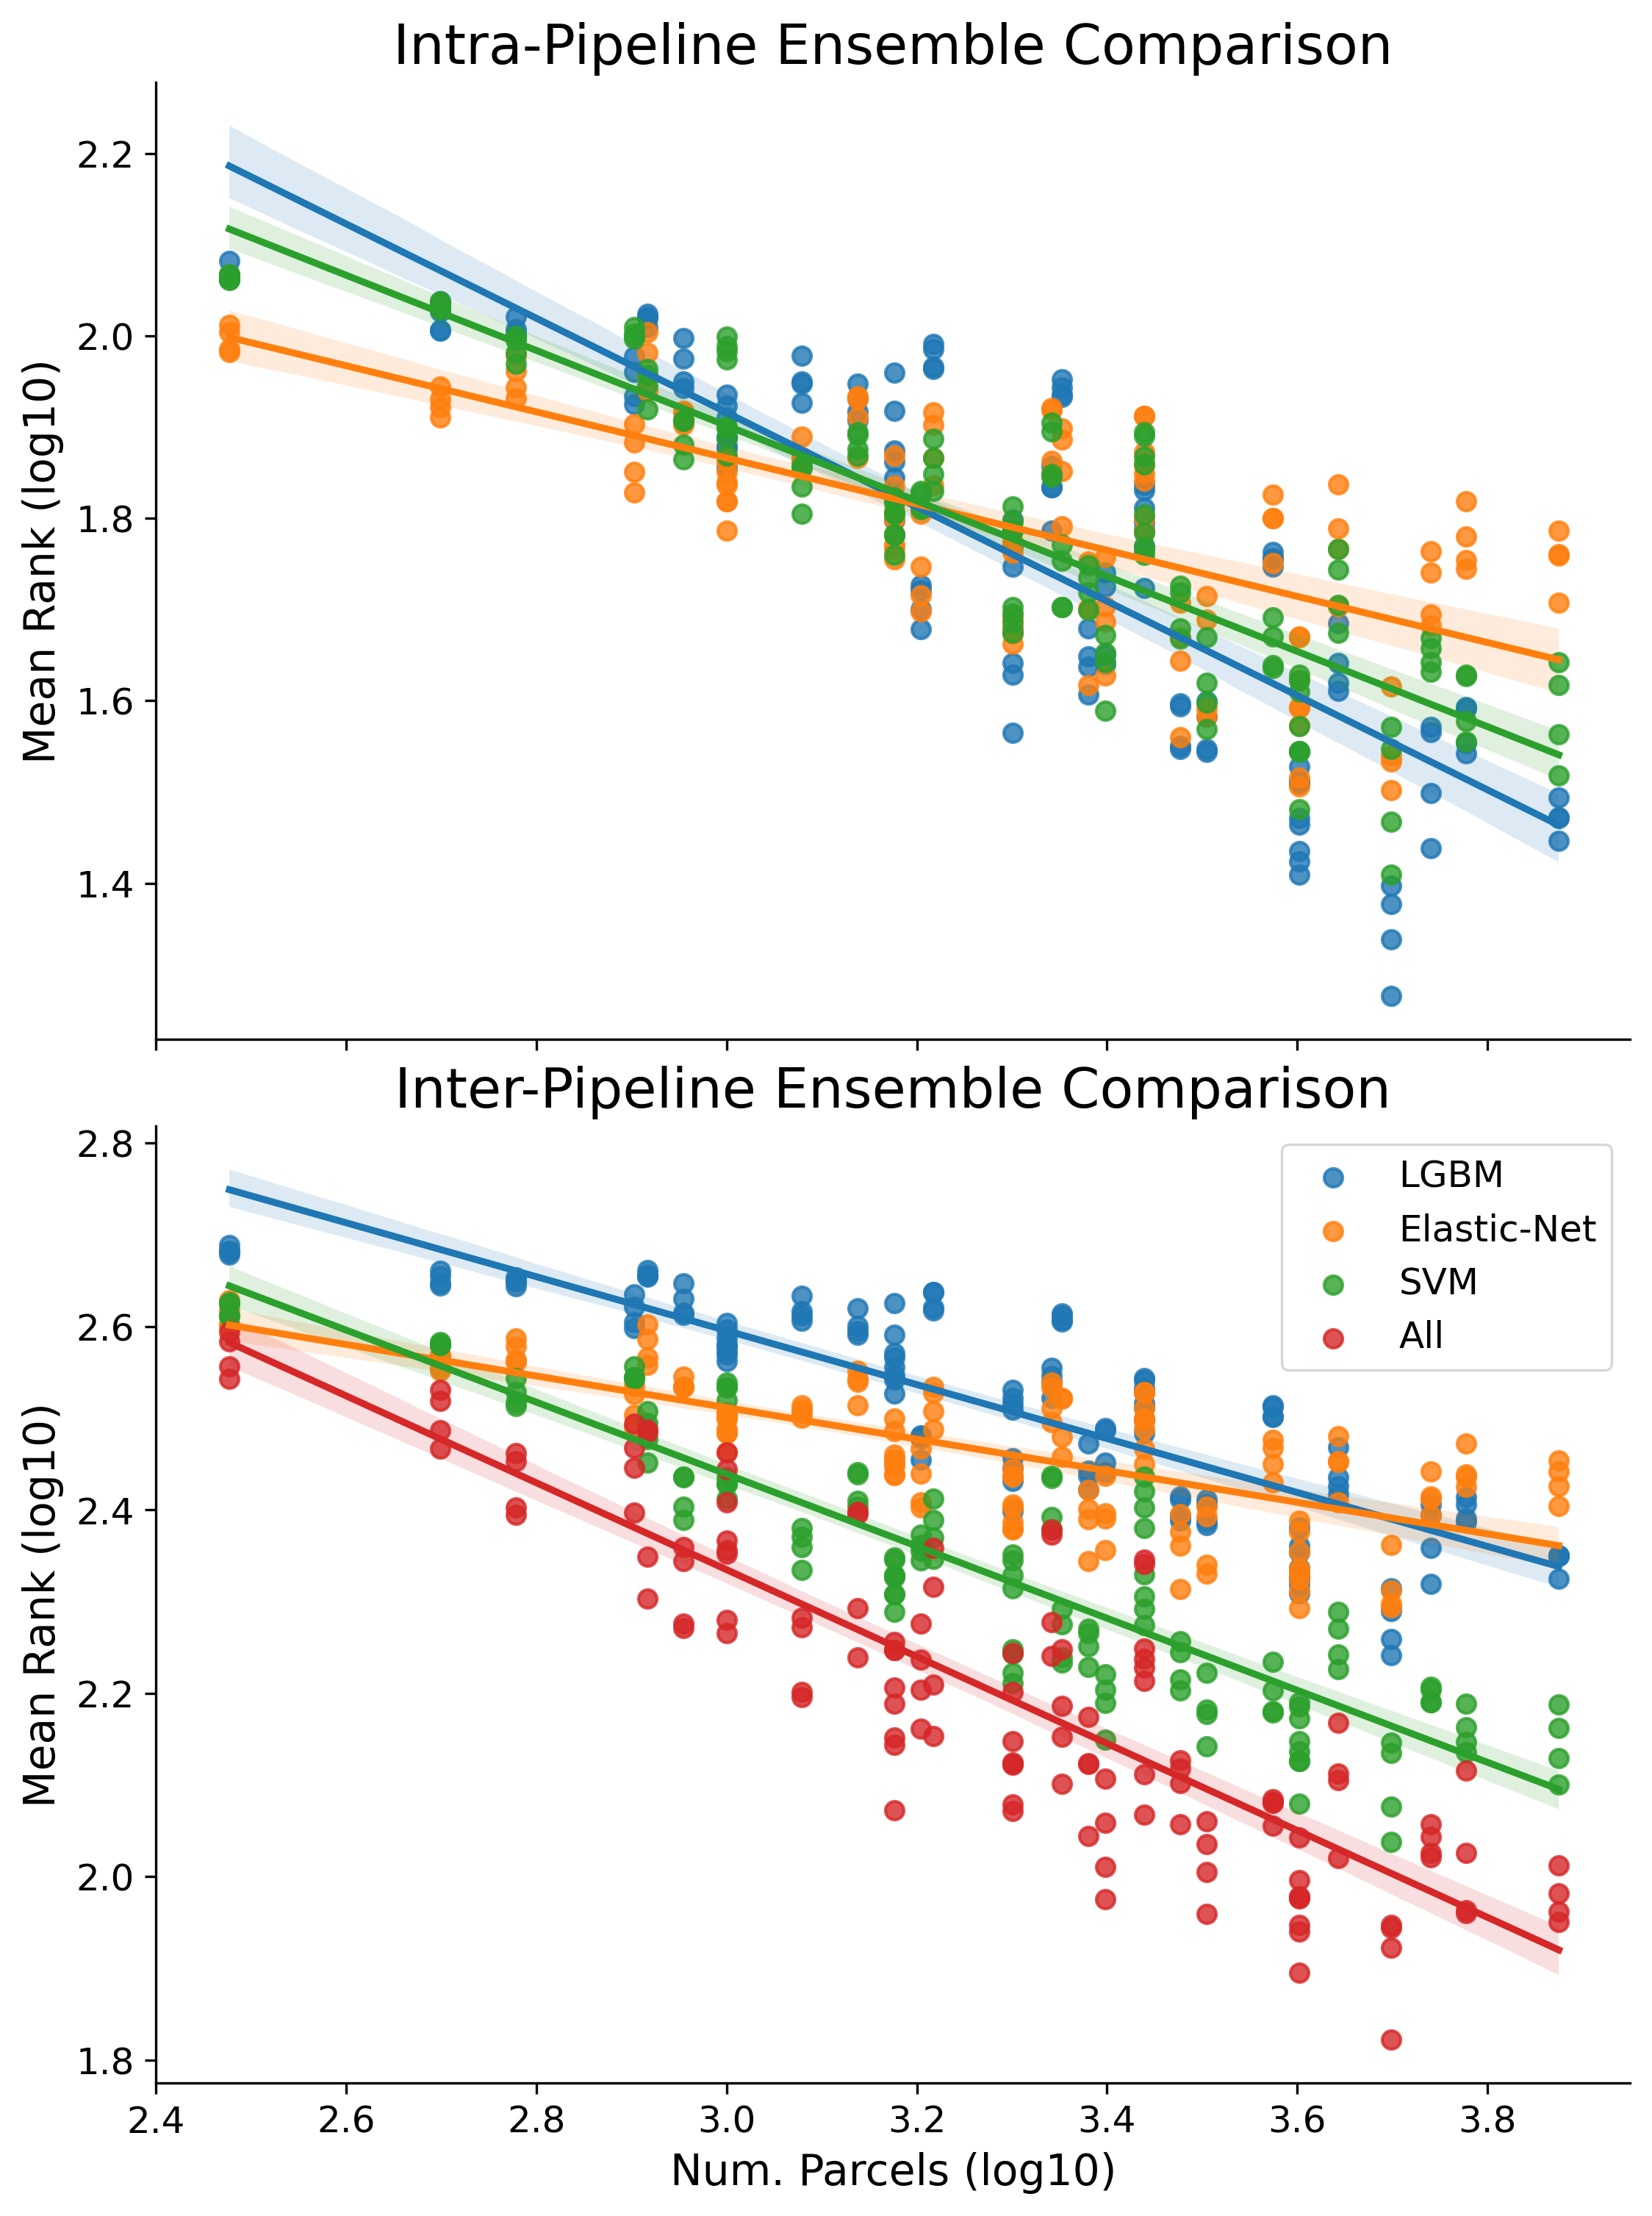 Intra-Pipeline Ensemble Comparison
2.2
2.0
1.8
1.6
1.4
Mean Rank (log10)
Inter-Pipeline Ensemble Comparison
2.8
2.6
2.4
2.2
2.0
1.8
Mean Rank (log10)
LGBM
Elastic-Net
SVM
All
2.4 2.6 2.8 3.0 3.2 3.4 3.6 3.8
Num. Parcels (log10)